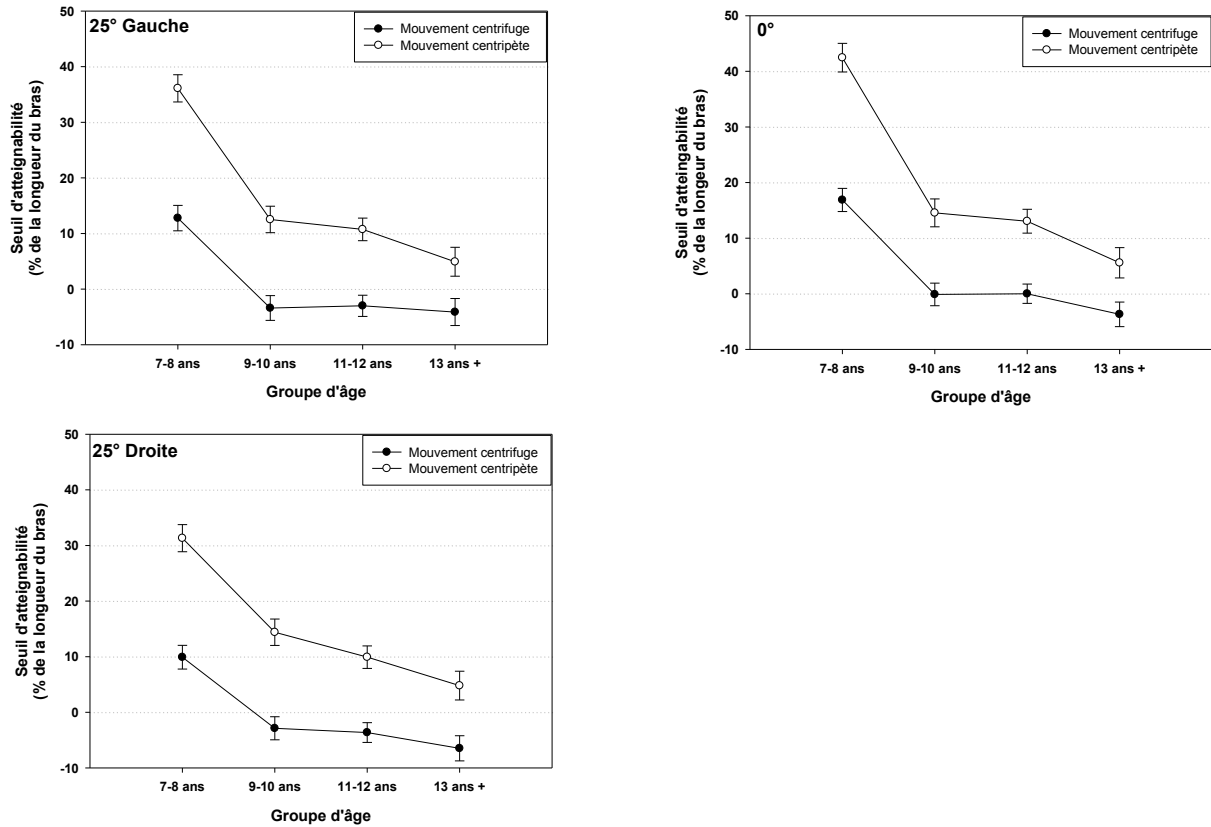 25° Gauche
Mouvement centrifuge
Mouvement centripète
Seuil d'atteignabilité
(% de la longueur du bras)
50
40
30
20
10
0
-10
7-8 ans 9-10 ans 11-12 ans 13 ans +
Groupe d'âge
0°
Mouvement centrifuge
Mouvement centripète
Seuil d'atteingabilité
(% de la longeur du bras)
50
40
30
20
10
0
-10
7-8 ans 9-10 ans 11-12 ans 13 ans +
Groupe d'âge
25° Droite
Mouvement centrifuge
Mouvement centripète
Seuil d'atteignabilité
(% de la longueur du bras)
50
40
30
20
10
0
-10
7-8 ans 9-10 ans 11-12 ans 13 ans +
Groupe d'âge